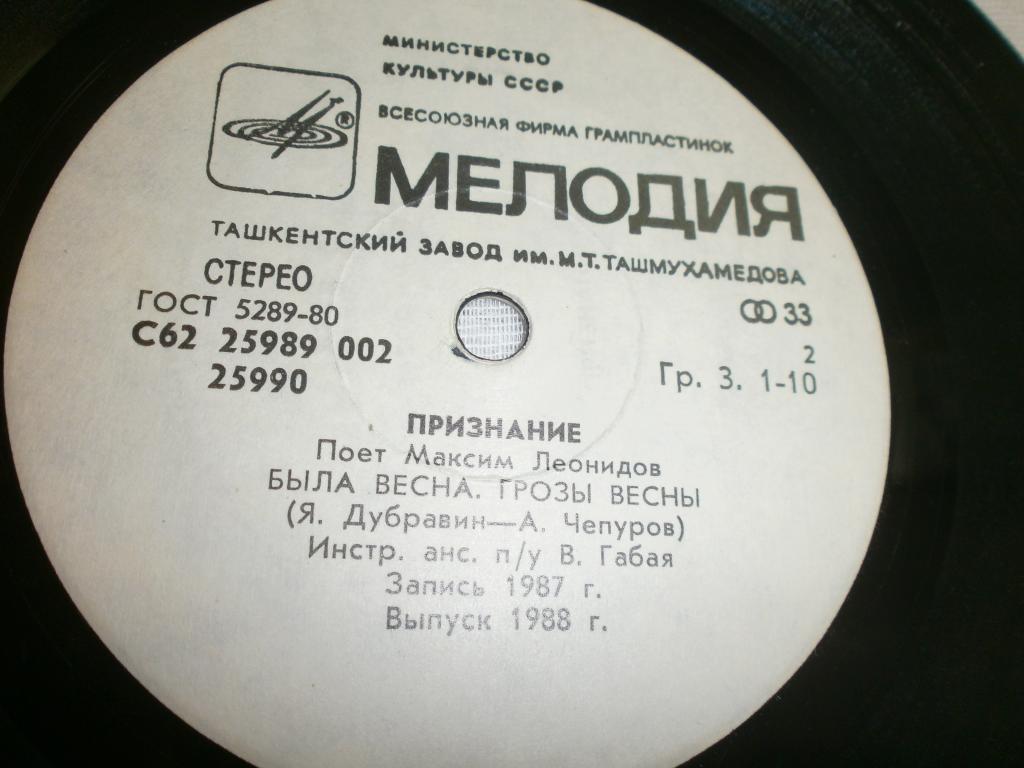 МИНИСТЕРСТВО
КУЛЬТУРЫ СССР
ВСЕСОЮЗНАЯ ФИРМА ГРАМПЛАСТИНОК
®
МЕЛОДИЯ
ТАШКЕНТСКИЙ ЗАВОД им. М.Т. ТАШМУХАМЕДОВА
СТЕРЕО
ГОСТ 5289-80
33
С62 25989 002
25990
2
Гр. 3. 1-10
ПРИЗНАНИЕ
Поет Максим Леонидов
БЫЛА ВЕСНА. ГРОЗЫ ВЕСНЫ
(Я. Дубравин—А. Чепуров)
Инстр. анс. п/у В. Габая
Запись 1987 г.
Выпуск 1988 г.